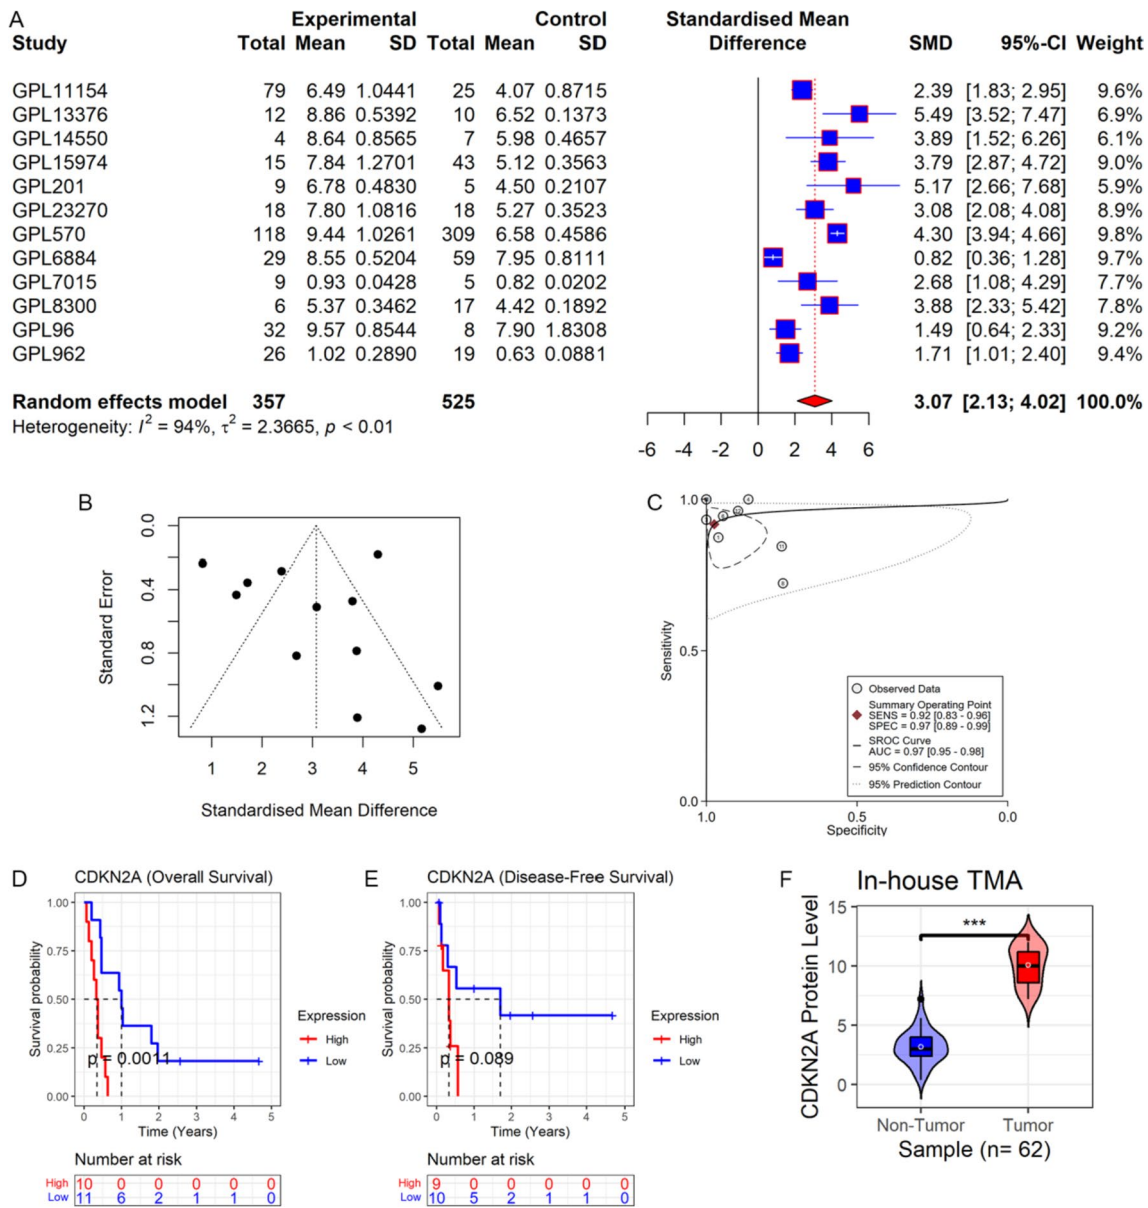 A
Experimental Control Standardised Mean
Study Total Mean SD Total Mean SD Difference SMD 95%-CI Weight
GPL11154 79 6.49 1.0441 25 4.07 0.8715 2.39 [1.83; 2.95] 9.6%
GPL13376 12 8.86 0.5392 10 6.52 0.1373 5.49 [3.52; 7.47] 6.9%
GPL14550 4 8.64 0.8565 7 5.98 0.4657 3.89 [1.52; 6.26] 6.1%
GPL15974 15 7.84 1.2701 43 5.12 0.3563 3.79 [2.87; 4.72] 9.0%
GPL201 9 6.78 0.4830 5 4.50 0.2107 5.17 [2.66; 7.68] 5.9%
GPL23270 18 7.80 1.0816 18 5.27 0.3523 3.08 [2.08; 4.08] 8.9%
GPL570 118 9.44 1.0261 309 6.58 0.4586 4.30 [3.94; 4.66] 9.8%
GPL6884 29 8.55 0.5204 59 7.95 0.8111 0.82 [0.36; 1.28] 9.7%
GPL7015 9 0.93 0.0428 5 0.82 0.0202 2.68 [1.08; 4.29] 7.7%
GPL8300 6 5.37 0.3462 17 4.42 0.1892 3.88 [2.33; 5.42] 7.8%
GPL96 32 9.57 0.8544 8 7.90 1.8308 1.49 [0.64; 2.33] 9.2%
GPL962 26 1.02 0.2890 19 0.63 0.0881 1.71 [1.01; 2.40] 9.4%
Random effects model 357 525 3.07 [2.13; 4.02] 100.0%
Heterogeneity: I² = 94%, τ² = 2.3665, p < 0.01
-6 -4 -2 0 2 4 6
B
0.0
0.4
0.8
1.2
Standard Error
1 2 3 4 5
Standardised Mean Difference
C
1.0
0.5
0.0
Sensitivity
Observed Data
Summary Operating Point
SENS = 0.92 [0.83 - 0.96]
SPEC = 0.97 [0.89 - 0.99]
SROC Curve
AUC = 0.97 [0.95 - 0.98]
95% Confidence Contour
95% Prediction Contour
1.0 0.5 0.0
Specificity
D
CDKN2A (Overall Survival)
1.00
0.75
0.50
0.25
0.00
Survival probability
p = 0.0011
Expression
High
Low
0 1 2 3 4 5
Time (Years)
Number at risk
High 10 0 0 0 0 0
Low 11 6 2 1 1 0
E
CDKN2A (Disease-Free Survival)
1.00
0.75
0.50
0.25
0.00
Survival probability
p = 0.089
Expression
High
Low
0 1 2 3 4 5
Time (Years)
Number at risk
High 9 0 0 0 0 0
Low 10 5 2 1 1 0
F
In-house TMA
15
10
5
0
CDKN2A Protein Level
***
Non-Tumor Tumor
Sample (n= 62)